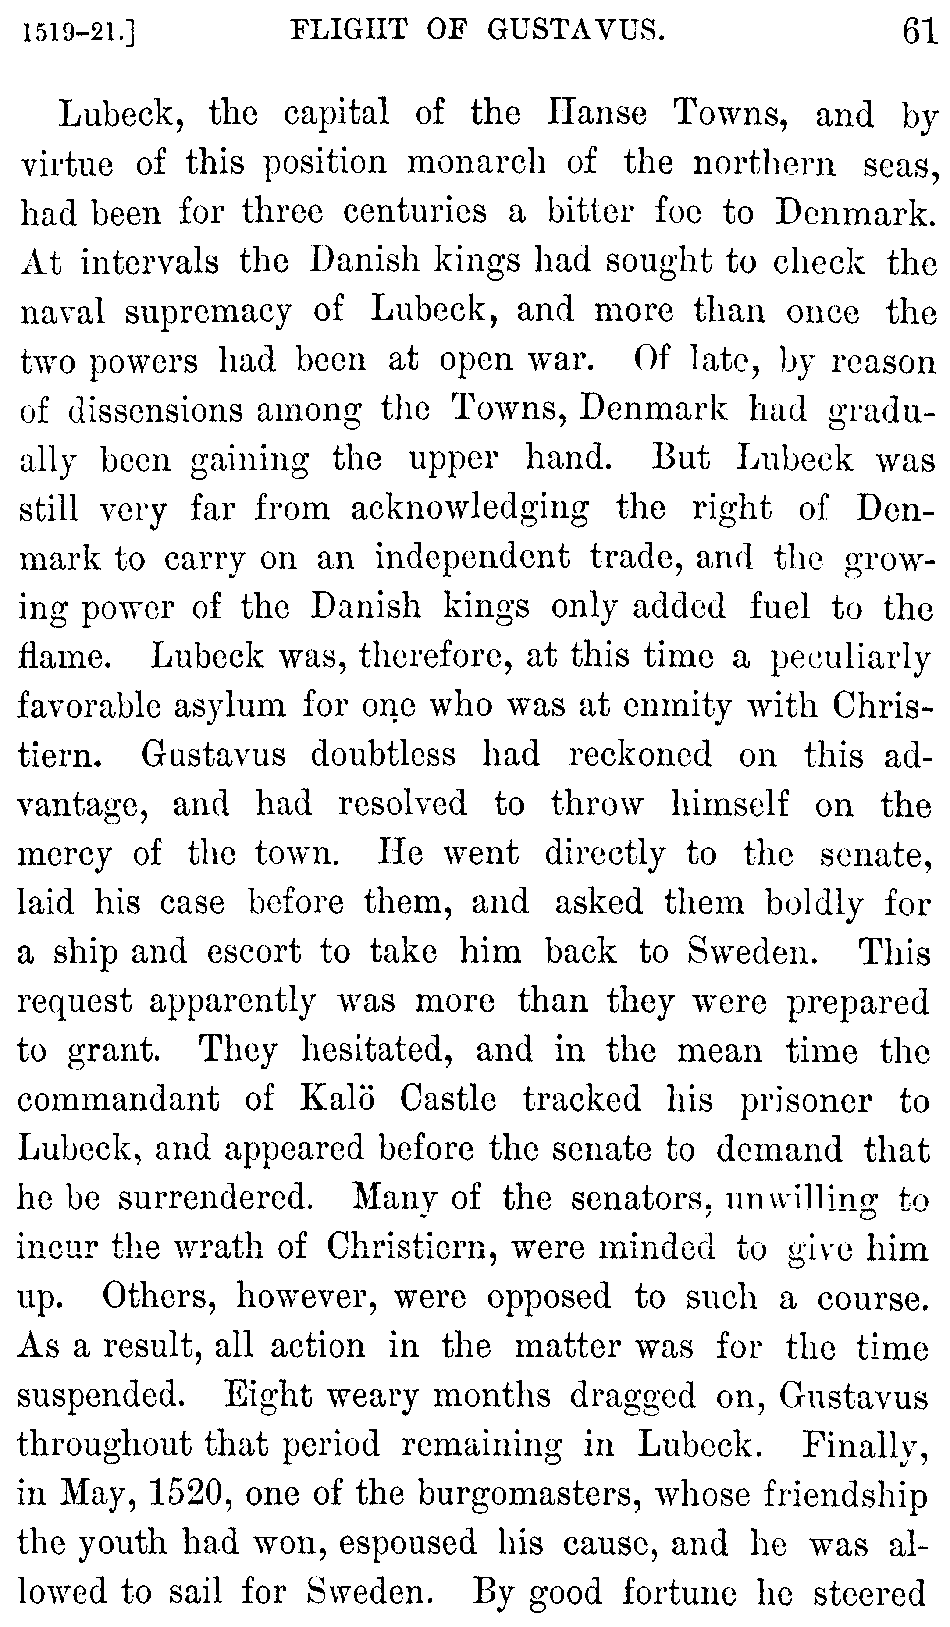 1519-21.] FLIGHT OF GUSTAVUS. 61
Lubeck, the capital of the Hanse Towns, and by
virtue of this position monarch of the northern seas,
had been for three centuries a bitter foe to Denmark.
At intervals the Danish kings had sought to check the
naval supremacy of Lubeck, and more than once the
two powers had been at open war. Of late, by reason
of dissensions among the Towns, Denmark had gradu-
ally been gaining the upper hand. But Lubeck was
still very far from acknowledging the right of Den-
mark to carry on an independent trade, and the grow-
ing power of the Danish kings only added fuel to the
flame. Lubeck was, therefore, at this time a peculiarly
favorable asylum for one who was at enmity with Chris-
tiern. Gustavus doubtless had reckoned on this ad-
vantage, and had resolved to throw himself on the
mercy of the town. He went directly to the senate,
laid his case before them, and asked them boldly for
a ship and escort to take him back to Sweden. This
request apparently was more than they were prepared
to grant. They hesitated, and in the mean time the
commandant of Kalö Castle tracked his prisoner to
Lubeck, and appeared before the senate to demand that
he be surrendered. Many of the senators, unwilling to
incur the wrath of Christiern, were minded to give him
up. Others, however, were opposed to such a course.
As a result, all action in the matter was for the time
suspended. Eight weary months dragged on, Gustavus
throughout that period remaining in Lubeck. Finally,
in May, 1520, one of the burgomasters, whose friendship
the youth had won, espoused his cause, and he was al-
lowed to sail for Sweden. By good fortune he steered